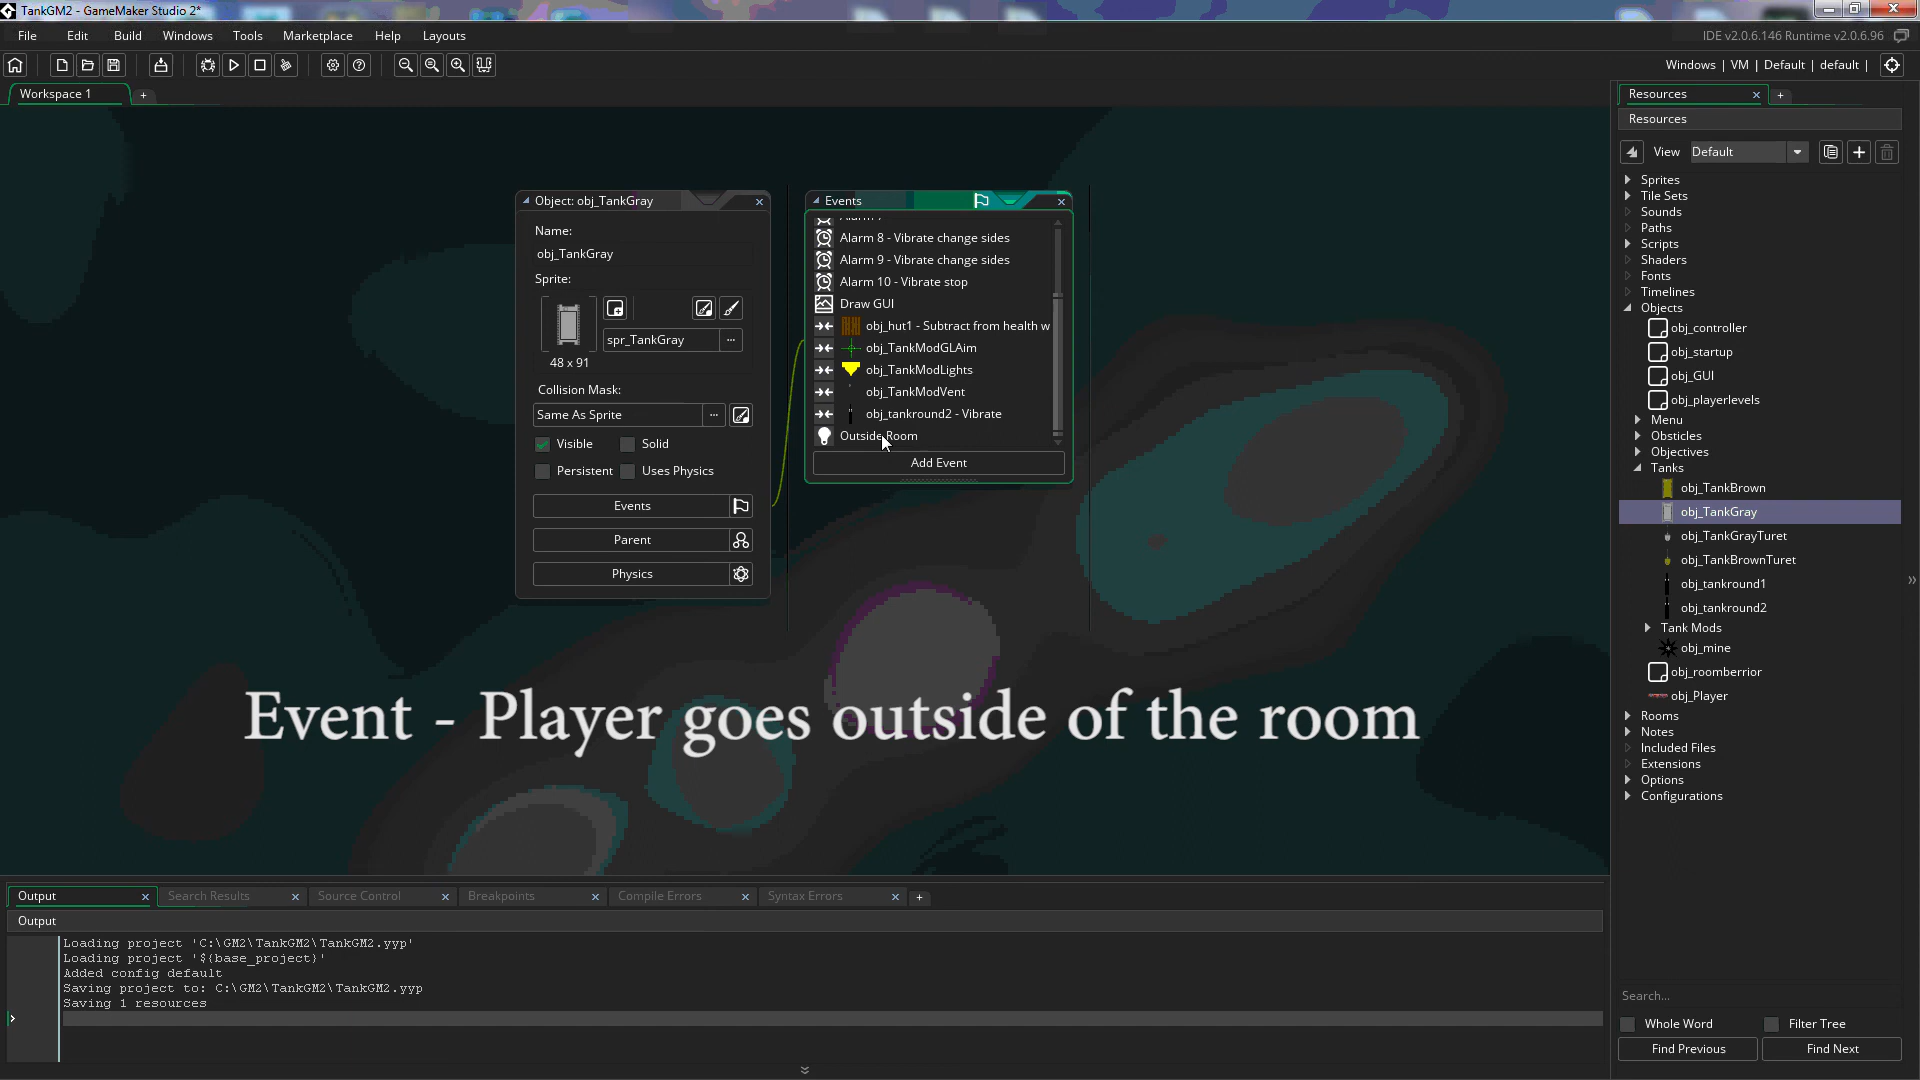 TankGM2 - GameMaker Studio 2*
File Edit Build Windows Tools Marketplace Help Layouts
IDE v2.0.6.146 Runtime v2.0.6.96
Windows | VM | Default | default |
Workspace 1
Object: obj_TankGray
Name:
obj_TankGray
Sprite:
spr_TankGray
48 x 91
Collision Mask:
Same As Sprite
Visible Solid
Persistent Uses Physics
Events
Parent
Physics
Events
Alarm 8 - Vibrate change sides
Alarm 9 - Vibrate change sides
Alarm 10 - Vibrate stop
Draw GUI
obj_hut1 - Subtract from health w
obj_TankModGLAim
obj_TankModLights
obj_TankModVent
obj_tankround2 - Vibrate
Outside Room
Add Event
Event - Player goes outside of the room
Resources
Resources
View Default
Sprites
Tile Sets
Sounds
Paths
Scripts
Shaders
Fonts
Timelines
Objects
obj_controller
obj_startup
obj_GUI
obj_playerlevels
Menu
Obsticles
Objectives
Tanks
obj_TankBrown
obj_TankGray
obj_TankGrayTuret
obj_TankBrownTuret
obj_tankround1
obj_tankround2
Tank Mods
obj_mine
obj_roomberrior
obj_Player
Rooms
Notes
Included Files
Extensions
Options
Configurations
Search...
Whole Word Filter Tree
Find Previous Find Next
Output Search Results Source Control Breakpoints Compile Errors Syntax Errors
Output
Loading project 'C:\GM2\TankGM2\TankGM2.yyp'
Loading project '${base_project}'
Added config default
Saving project to: C:\GM2\TankGM2\TankGM2.yyp
Saving 1 resources